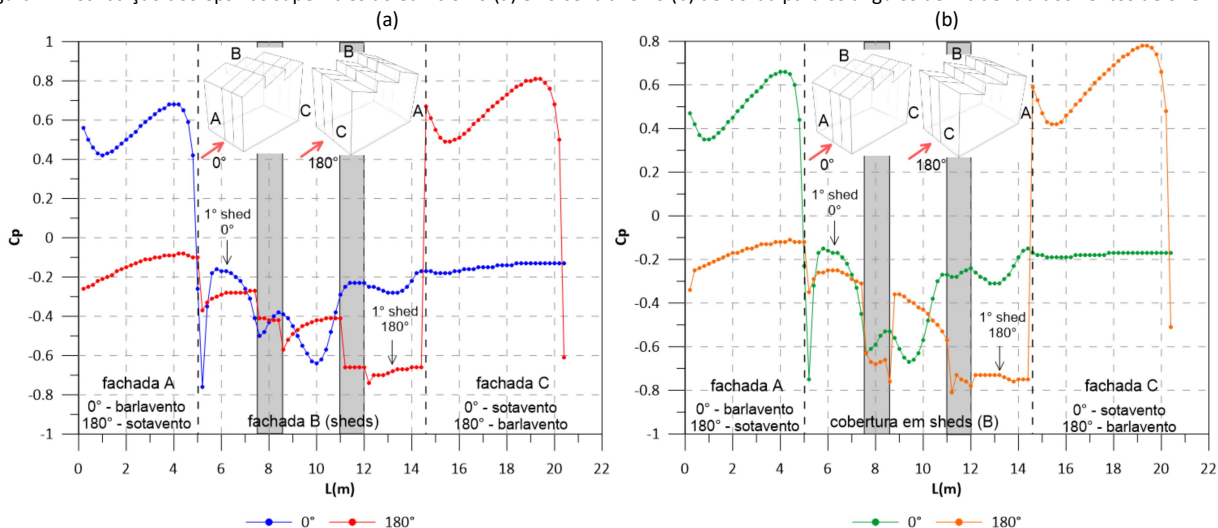 (a)
(b)
1
0.8
0.6
0.4
0.2
0
-0.2
-0.4
-0.6
-0.8
-1
Cp
B
B
A
C
C
A
0°
180°
1° shed
0°
1° shed
180°
fachada A
0° - barlavento
180° - sotavento
fachada B (sheds)
fachada C
0° - sotavento
180° - barlavento
0 2 4 6 8 10 12 14 16 18 20 22
L(m)
0° 180°
0.8
0.6
0.4
0.2
0
-0.2
-0.4
-0.6
-0.8
-1
Cp
B
B
A
C
C
A
0°
180°
1° shed
0°
1° shed
180°
fachada A
0° - barlavento
180° - sotavento
cobertura em sheds (B)
fachada C
0° - sotavento
180° - barlavento
0 2 4 6 8 10 12 14 16 18 20 22
L(m)
0° 180°